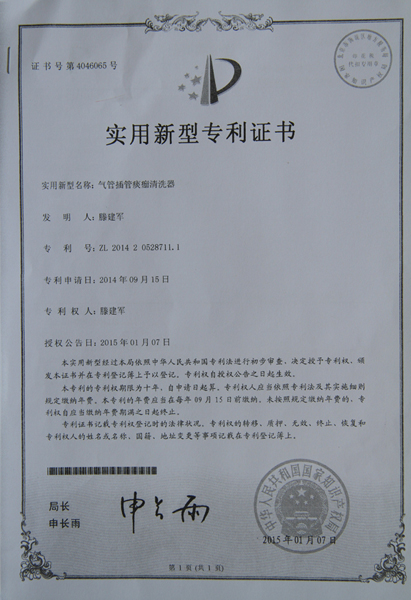 证书号第4046065号
实用新型专利证书
实用新型名称：气管插管痰痂清洗器
发明人：滕建军
专利号：ZL 2014 2 0528711.1
专利申请日：2014年09月15日
专利权人：滕建军
授权公告日：2015年01月07日
本实用新型经过本局依照中华人民共和国专利法进行初步审查，决定授予专利权，颁
发本证书并在专利登记簿上予以登记。专利权自授权公告之日起生效。
本专利的专利权期限为十年，自申请日起算。专利权人应当依照专利法及其实施细则
规定缴纳年费。本专利的年费应当在每年09月15日前缴纳。未按照规定缴纳年费的，专利
权自应当缴纳年费期满之日起终止。
专利证书记载专利权登记时的法律状况。专利权的转移、质押、无效、终止、恢复和
专利权人的姓名或名称、国籍、地址变更等事项记载在专利登记簿上。
局长
申长雨
申长雨
中华人民共和国国家知识产权局
2015年01月07日
第1页(共1页)